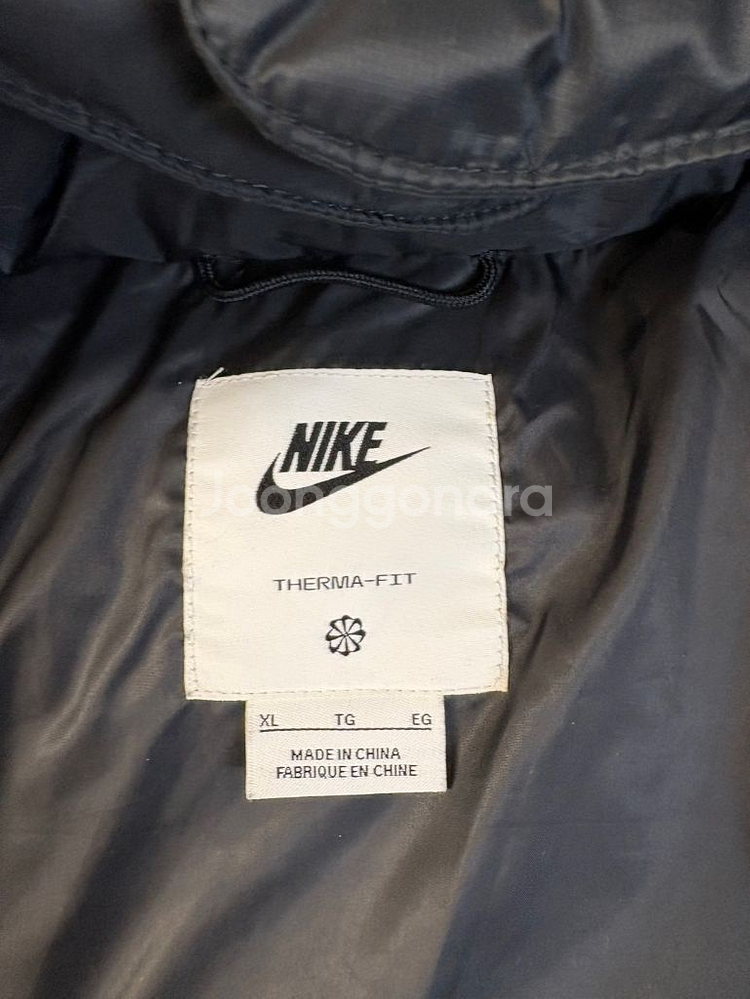 NIKE
Joonggonara
THERMA-FIT
XL TG EG
MADE IN CHINA
FABRIQUE EN CHINE